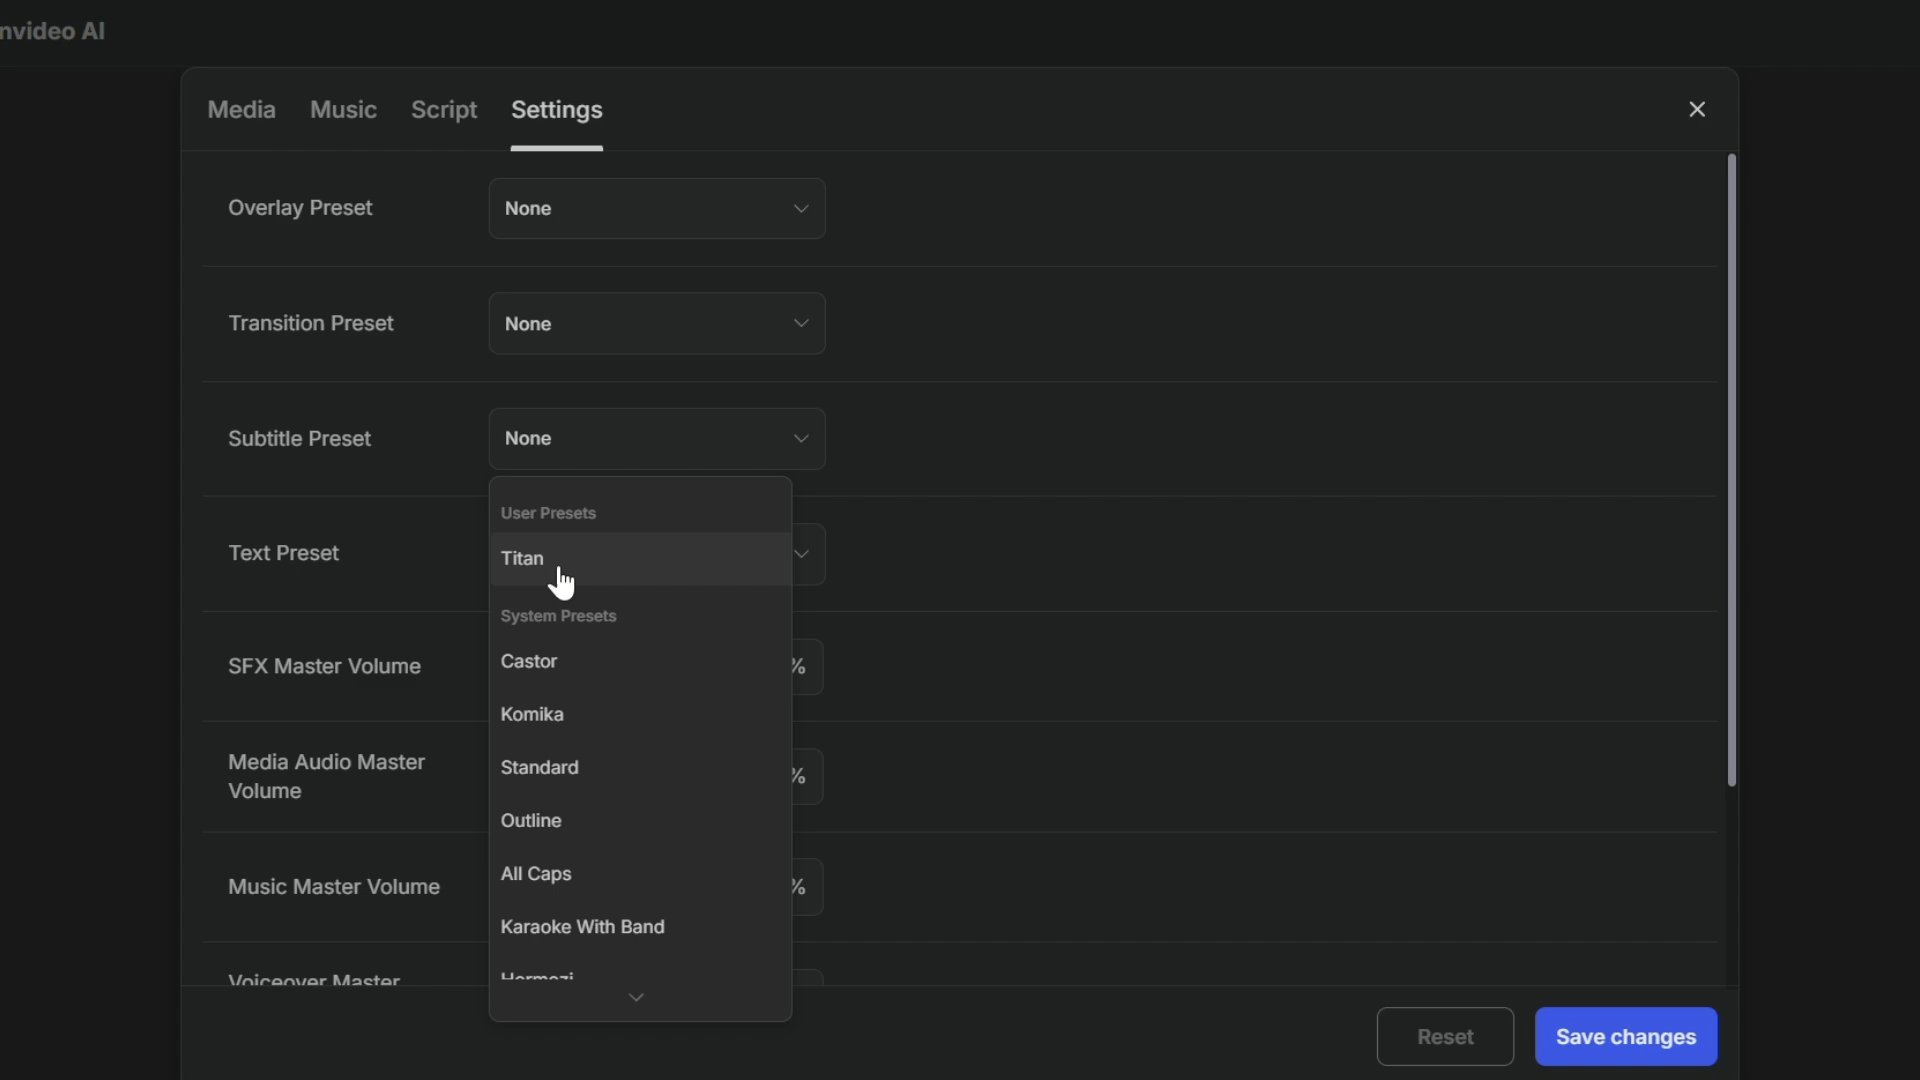 nvideo AI
Media Music Script Settings
Overlay Preset None
Transition Preset None
Subtitle Preset None
User Presets
Text Preset
Titan
System Presets
Castor
SFX Master Volume %
Komika
Media Audio Master
Volume
Standard %
Outline
All Caps
Music Master Volume %
Karaoke With Band
Voiceover Master
Hormozi
Reset Save changes